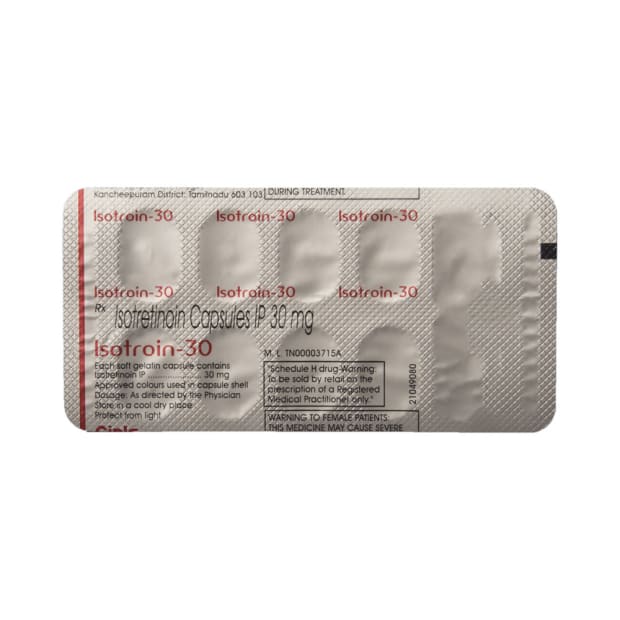 Kancheepuram District: Tamilnadu 603 103
DURING TREATMENT.
Isotroin-30 Isotroin-30 Isotroin-30
Isotroin-30 Isotroin-30 Isotroin-30
Rx Isotretinoin Capsules IP 30 mg
Isotroin-30
Each soft gelatin capsule contains
Isotretinoin IP .................... 30 mg
Approved colours used in capsule shell
Dosage: As directed by the Physician
Store in a cool dry place
Protect from light
Cipla
M. L. TN00003715A
"Schedule H drug-Warning:
To be sold by retail on the
prescription of a Registered
Medical Practitioner only."
WARNING TO FEMALE PATIENTS:
THIS MEDICINE MAY CAUSE SEVERE
21049080